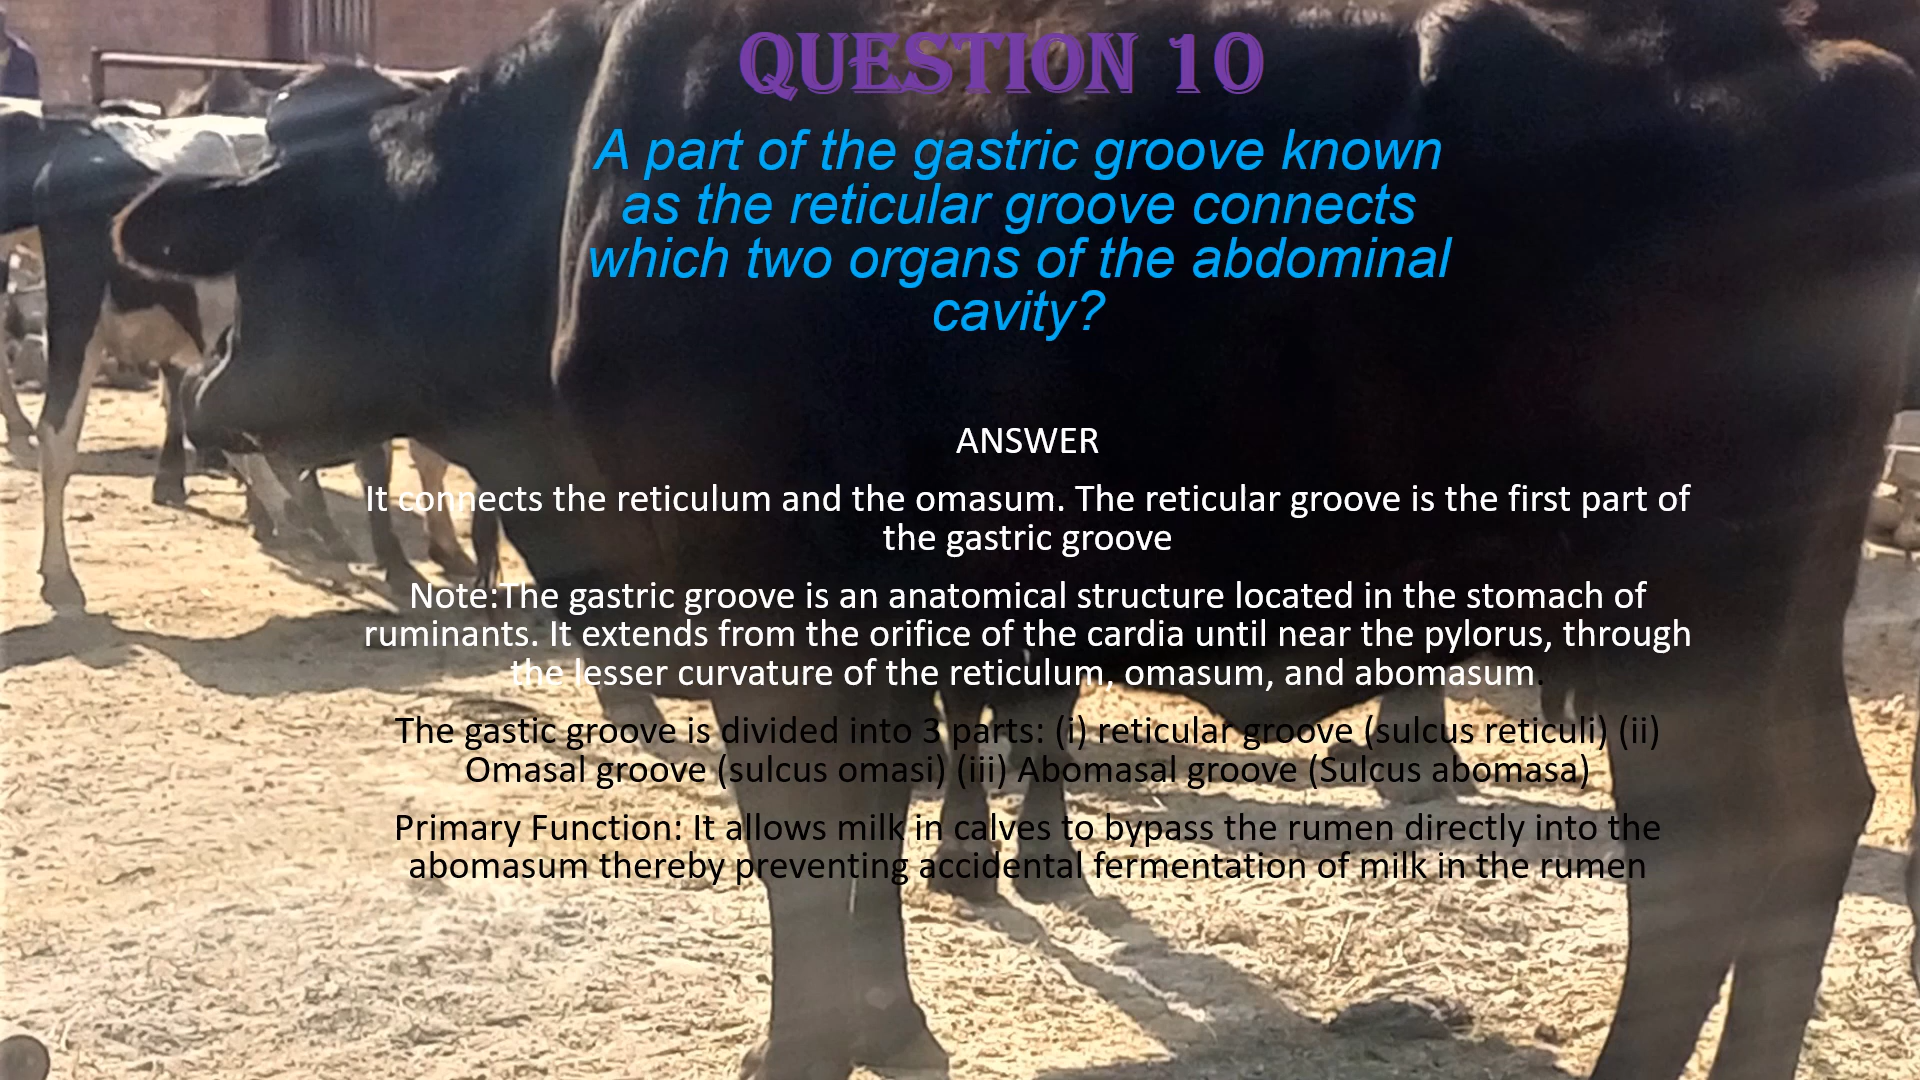 QUESTION 10
A part of the gastric groove known
as the reticular groove connects
which two organs of the abdominal
cavity?
ANSWER
It connects the reticulum and the omasum. The reticular groove is the first part of
the gastric groove
Note:The gastric groove is an anatomical structure located in the stomach of
ruminants. It extends from the orifice of the cardia until near the pylorus, through
the lesser curvature of the reticulum, omasum, and abomasum.
The gastic groove is divided into 3 parts: (i) reticular groove (sulcus reticuli) (ii)
Omasal groove (sulcus omasi) (iii) Abomasal groove (Sulcus abomasa)
Primary Function: It allows milk in calves to bypass the rumen directly into the
abomasum thereby preventing accidental fermentation of milk in the rumen